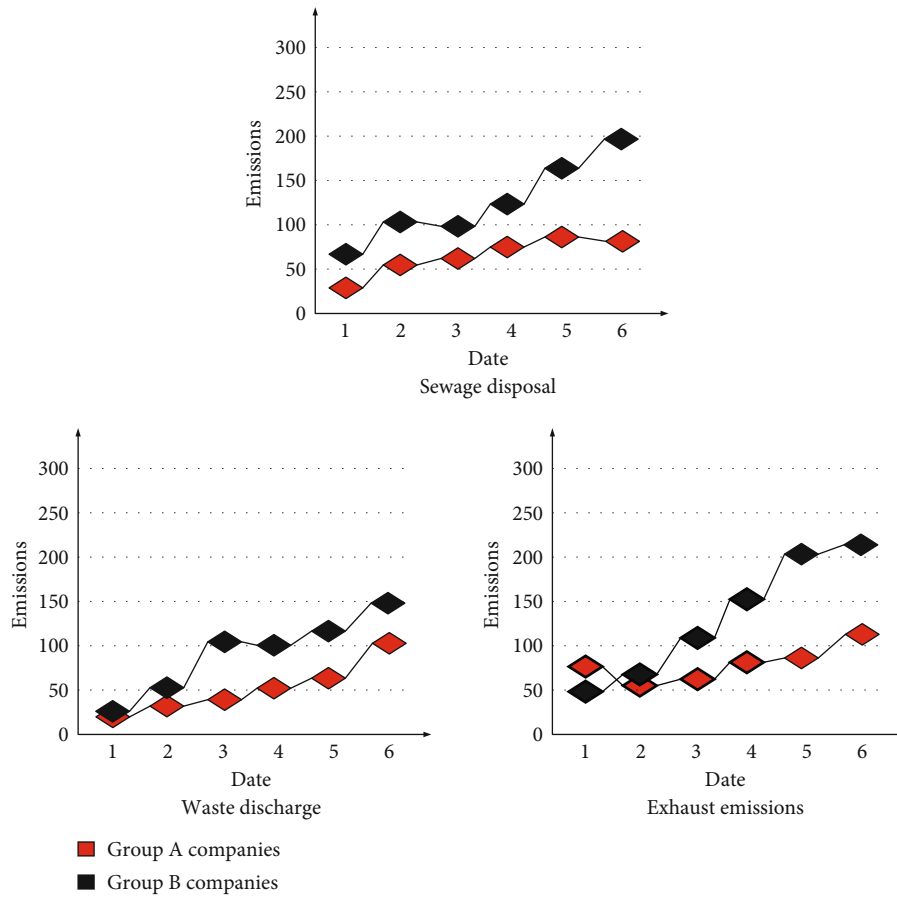 300
250
200
150
100
50
0
Emissions
1 2 3 4 5 6
Date
Sewage disposal
300
250
200
150
100
50
0
Emissions
1 2 3 4 5 6
Date
Waste discharge
300
250
200
150
100
50
0
Emissions
1 2 3 4 5 6
Date
Exhaust emissions
Group A companies
Group B companies